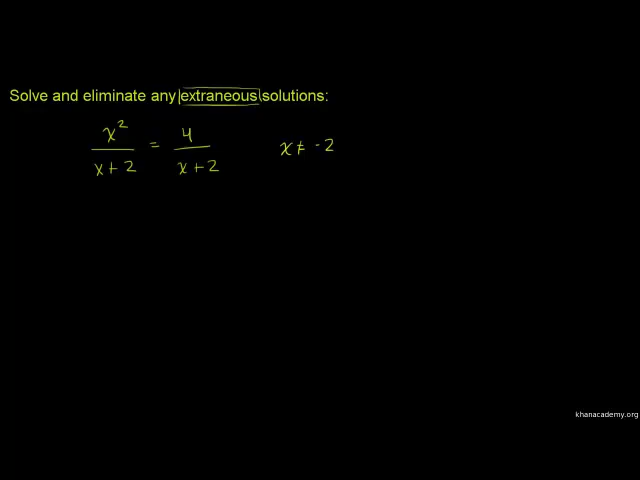 Solve and eliminate any extraneous solutions:
x² / x + 2 = 4 / x + 2    x ≠ -2
khanacademy.org